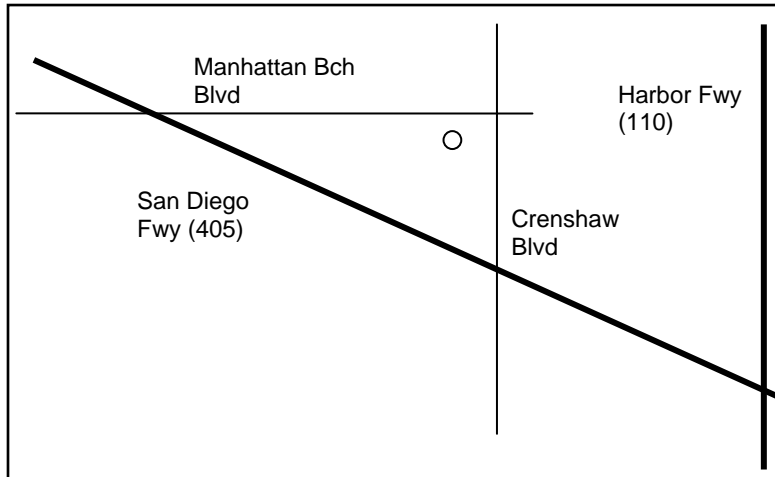 Manhattan Bch
Blvd
Harbor Fwy
(110)
San Diego
Fwy (405)
Crenshaw
Blvd